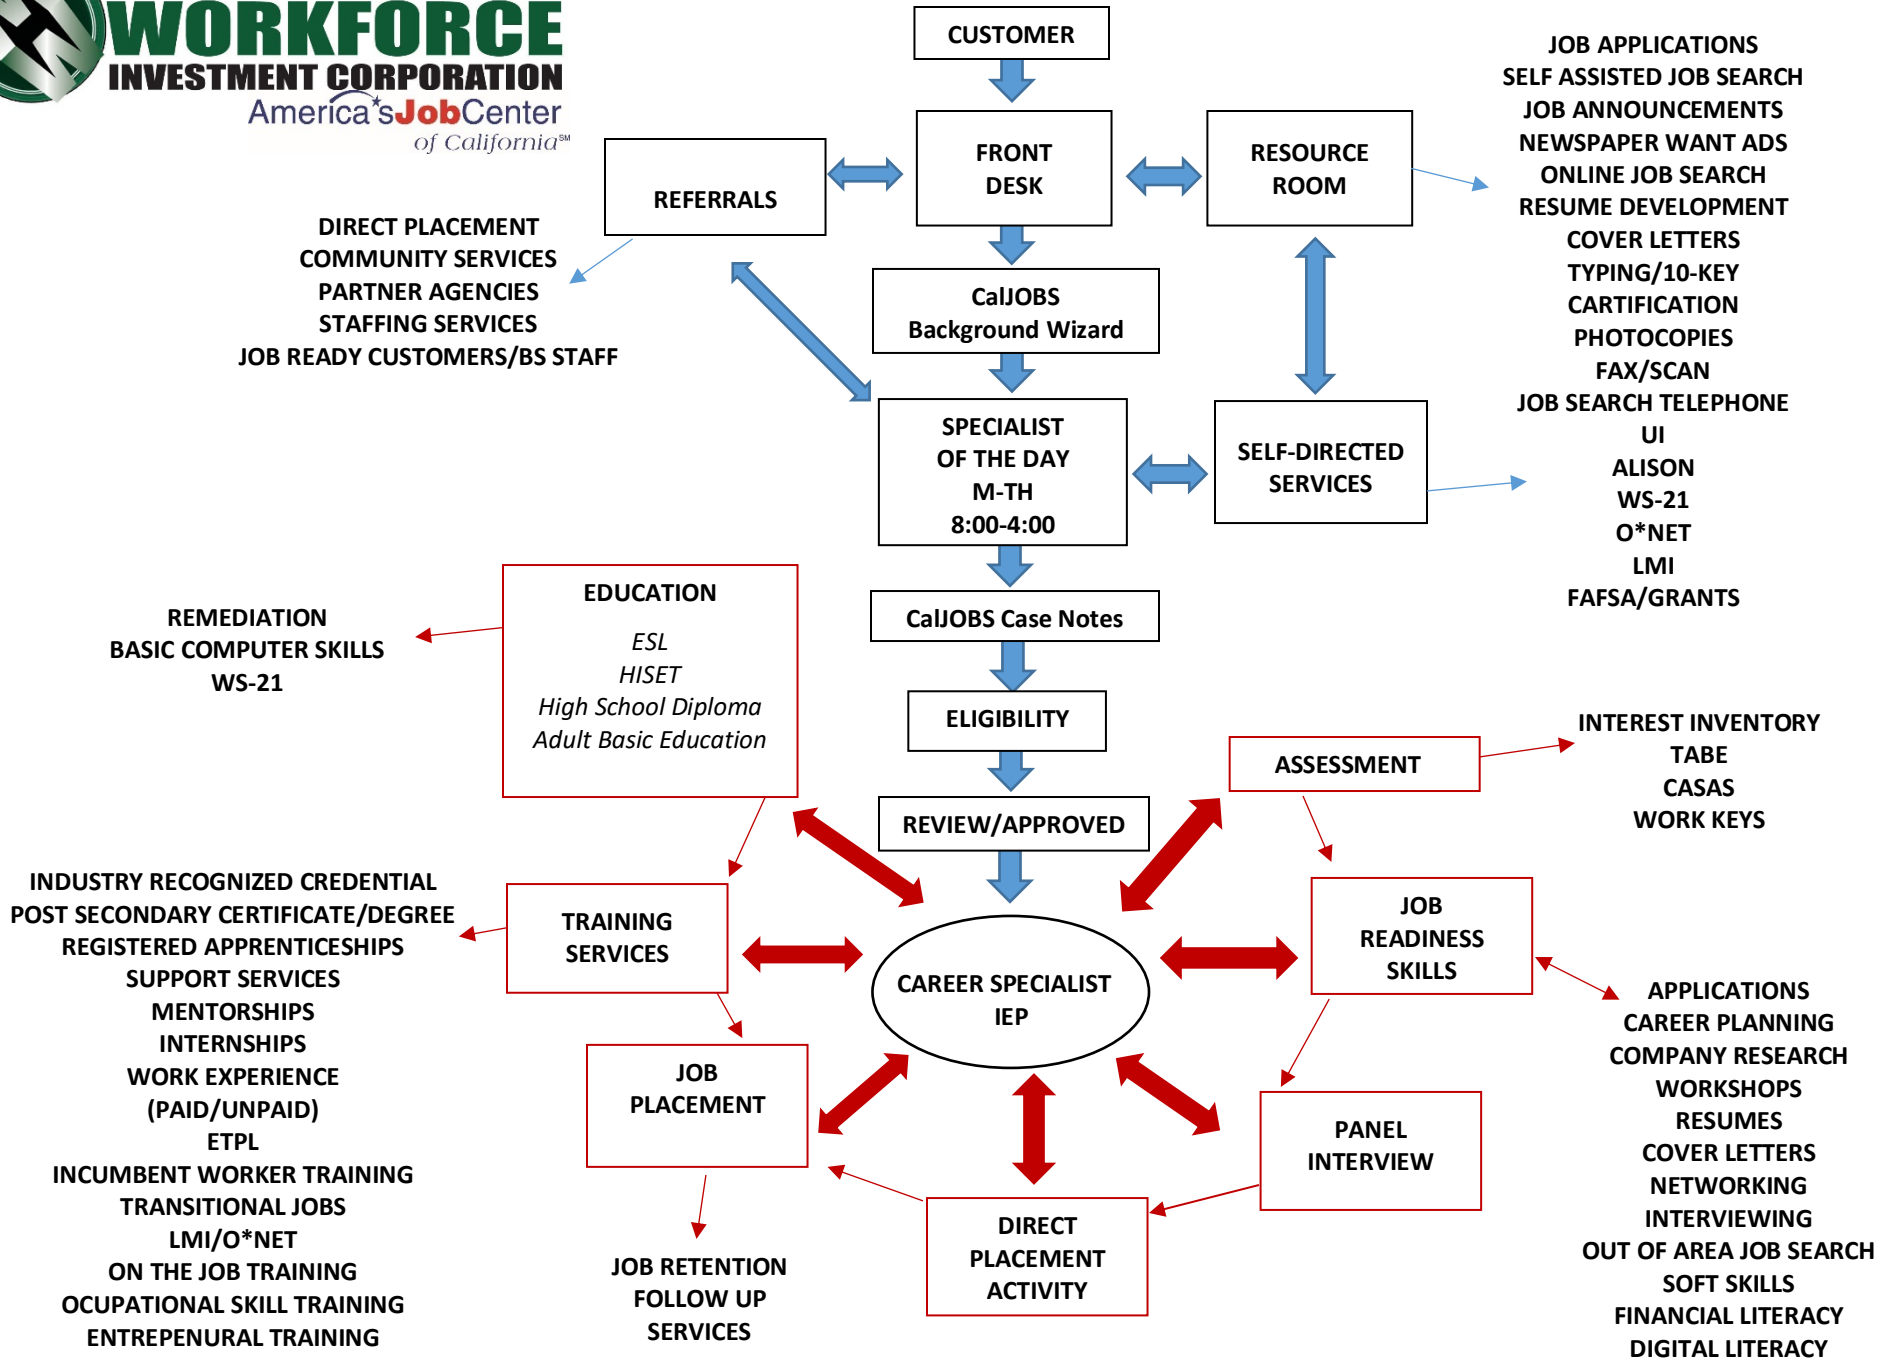 WORKFORCE
INVESTMENT CORPORATION
America'sJobCenter
of California℠
CUSTOMER
FRONT
DESK
RESOURCE
ROOM
REFERRALS
JOB APPLICATIONS
SELF ASSISTED JOB SEARCH
JOB ANNOUNCEMENTS
NEWSPAPER WANT ADS
ONLINE JOB SEARCH
RESUME DEVELOPMENT
COVER LETTERS
TYPING/10-KEY
CARTIFICATION
PHOTOCOPIES
FAX/SCAN
JOB SEARCH TELEPHONE
UI
ALISON
WS-21
O*NET
LMI
FAFSA/GRANTS
DIRECT PLACEMENT
COMMUNITY SERVICES
PARTNER AGENCIES
STAFFING SERVICES
JOB READY CUSTOMERS/BS STAFF
CalJOBS
Background Wizard
SPECIALIST
OF THE DAY
M-TH
8:00-4:00
SELF-DIRECTED
SERVICES
CalJOBS Case Notes
ELIGIBILITY
REVIEW/APPROVED
EDUCATION
ESL
HISET
High School Diploma
Adult Basic Education
REMEDIATION
BASIC COMPUTER SKILLS
WS-21
ASSESSMENT
INTEREST INVENTORY
TABE
CASAS
WORK KEYS
TRAINING
SERVICES
INDUSTRY RECOGNIZED CREDENTIAL
POST SECONDARY CERTIFICATE/DEGREE
REGISTERED APPRENTICESHIPS
SUPPORT SERVICES
MENTORSHIPS
INTERNSHIPS
WORK EXPERIENCE
(PAID/UNPAID)
ETPL
INCUMBENT WORKER TRAINING
TRANSITIONAL JOBS
LMI/O*NET
ON THE JOB TRAINING
OCUPATIONAL SKILL TRAINING
ENTREPENURAL TRAINING
CAREER SPECIALIST
IEP
JOB
READINESS
SKILLS
APPLICATIONS
CAREER PLANNING
COMPANY RESEARCH
WORKSHOPS
RESUMES
COVER LETTERS
NETWORKING
INTERVIEWING
OUT OF AREA JOB SEARCH
SOFT SKILLS
FINANCIAL LITERACY
DIGITAL LITERACY
JOB
PLACEMENT
PANEL
INTERVIEW
DIRECT
PLACEMENT
ACTIVITY
JOB RETENTION
FOLLOW UP
SERVICES